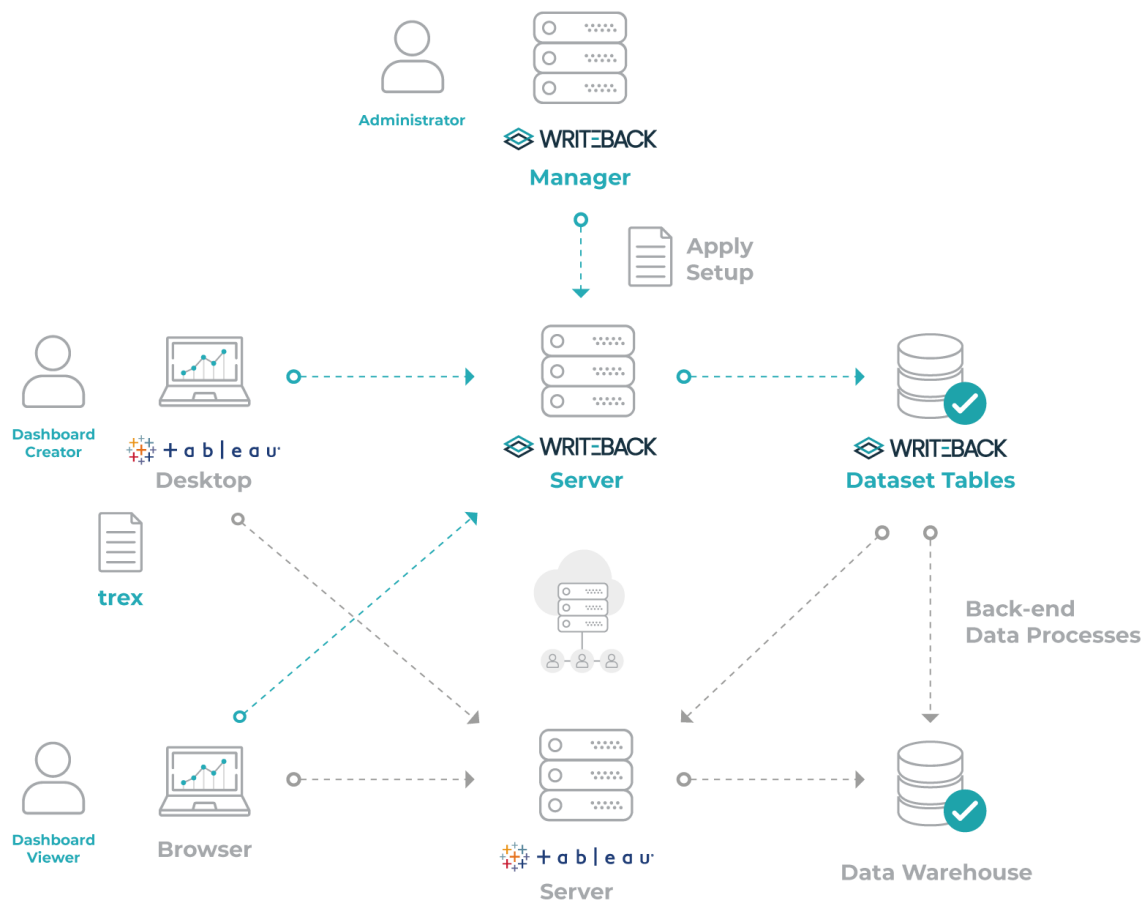 Administrator
WRITEBACK
Manager
Apply
Setup
Dashboard
Creator
tableau
Desktop
WRITEBACK
Server
WRITEBACK
Dataset Tables
trex
Back-end
Data Processes
Dashboard
Viewer
Browser
tableau
Server
Data Warehouse